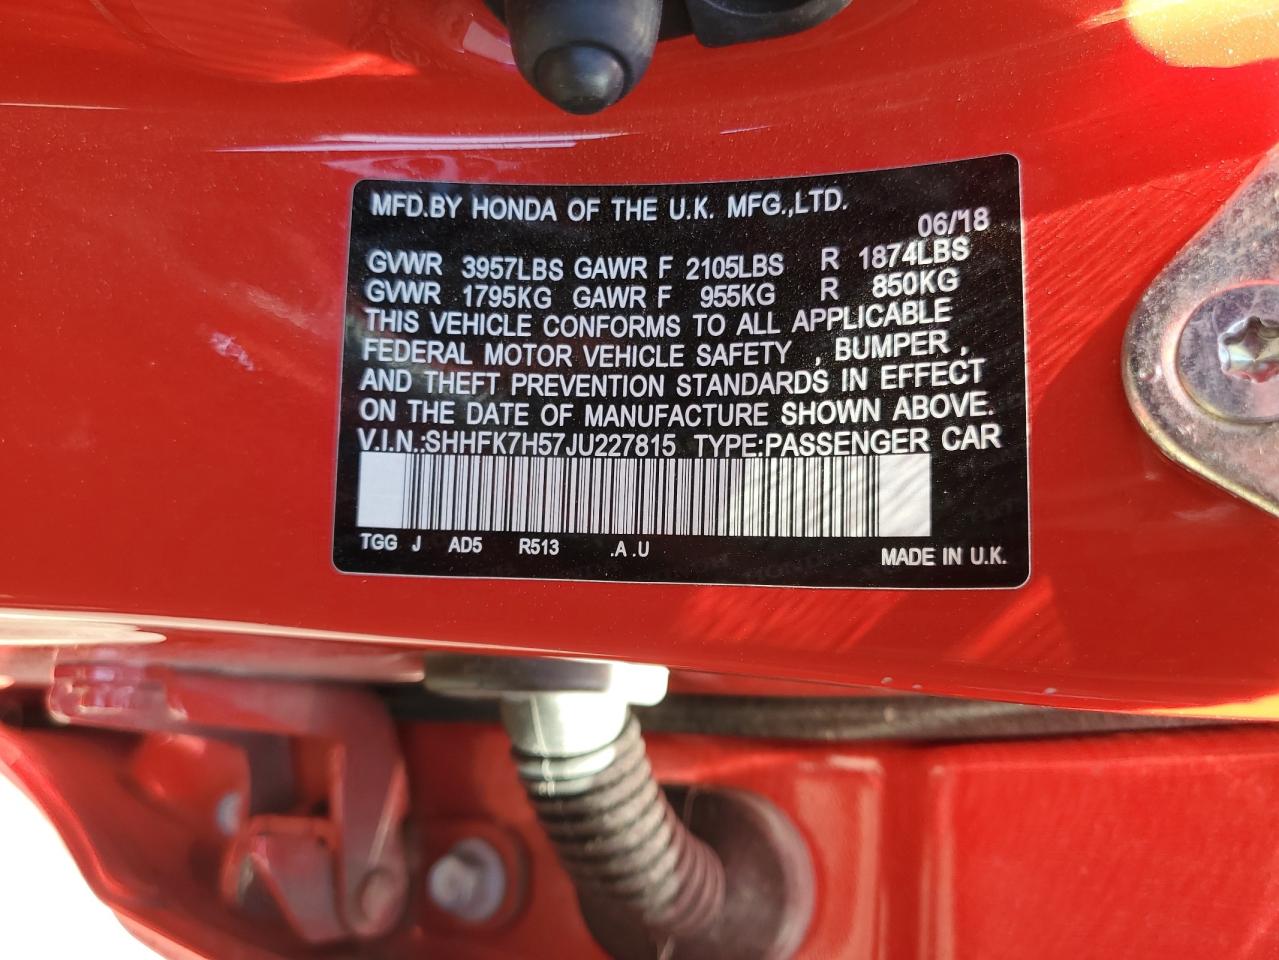 MFD.BY HONDA OF THE U.K. MFG.,LTD.
06/'18
GVWR 3957LBS GAWR F 2105LBS R 1874LBS
GVWR 1795KG GAWR F 955KG R 850KG
THIS VEHICLE CONFORMS TO ALL APPLICABLE
FEDERAL MOTOR VEHICLE SAFETY , BUMPER ,
AND THEFT PREVENTION STANDARDS IN EFFECT
ON THE DATE OF MANUFACTURE SHOWN ABOVE.
V.I.N.:SHHFK7H57JU227815 TYPE:PASSENGER CAR
TGG J AD5 R513 .A .U
MADE IN U.K.